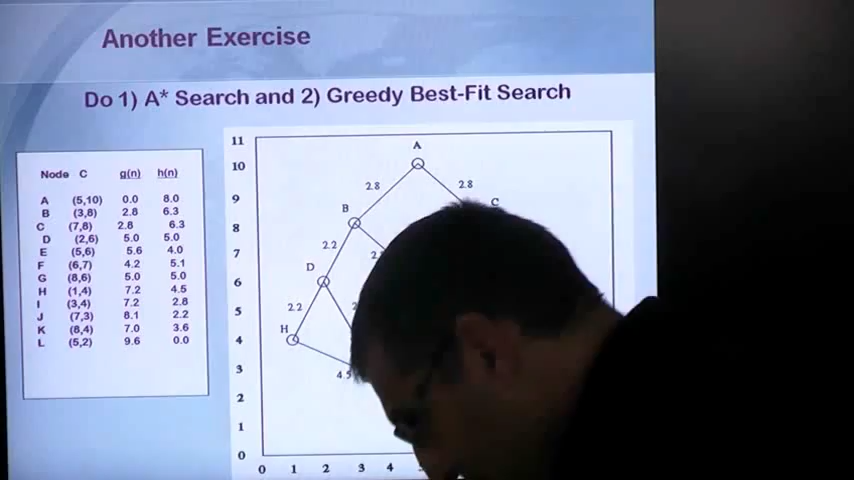 Another Exercise
Do 1) A* Search and 2) Greedy Best-Fit Search
Node C g(n) h(n)
A (5,10) 0.0 8.0
B (3,8) 2.8 6.3
C (7,8) 2.8 6.3
D (2,6) 5.0 5.0
E (5,6) 5.6 4.0
F (6,7) 4.2 5.1
G (8,6) 5.0 5.0
H (1,4) 7.2 4.5
I (3,4) 7.2 2.8
J (7,3) 8.1 2.2
K (8,4) 7.0 3.6
L (5,2) 9.6 0.0
11
10
9
8
7
6
5
4
3
2
1
0
0 1 2 3 4
A
2.8
2.8
C
B
2.2
D
2.2
H
4.5